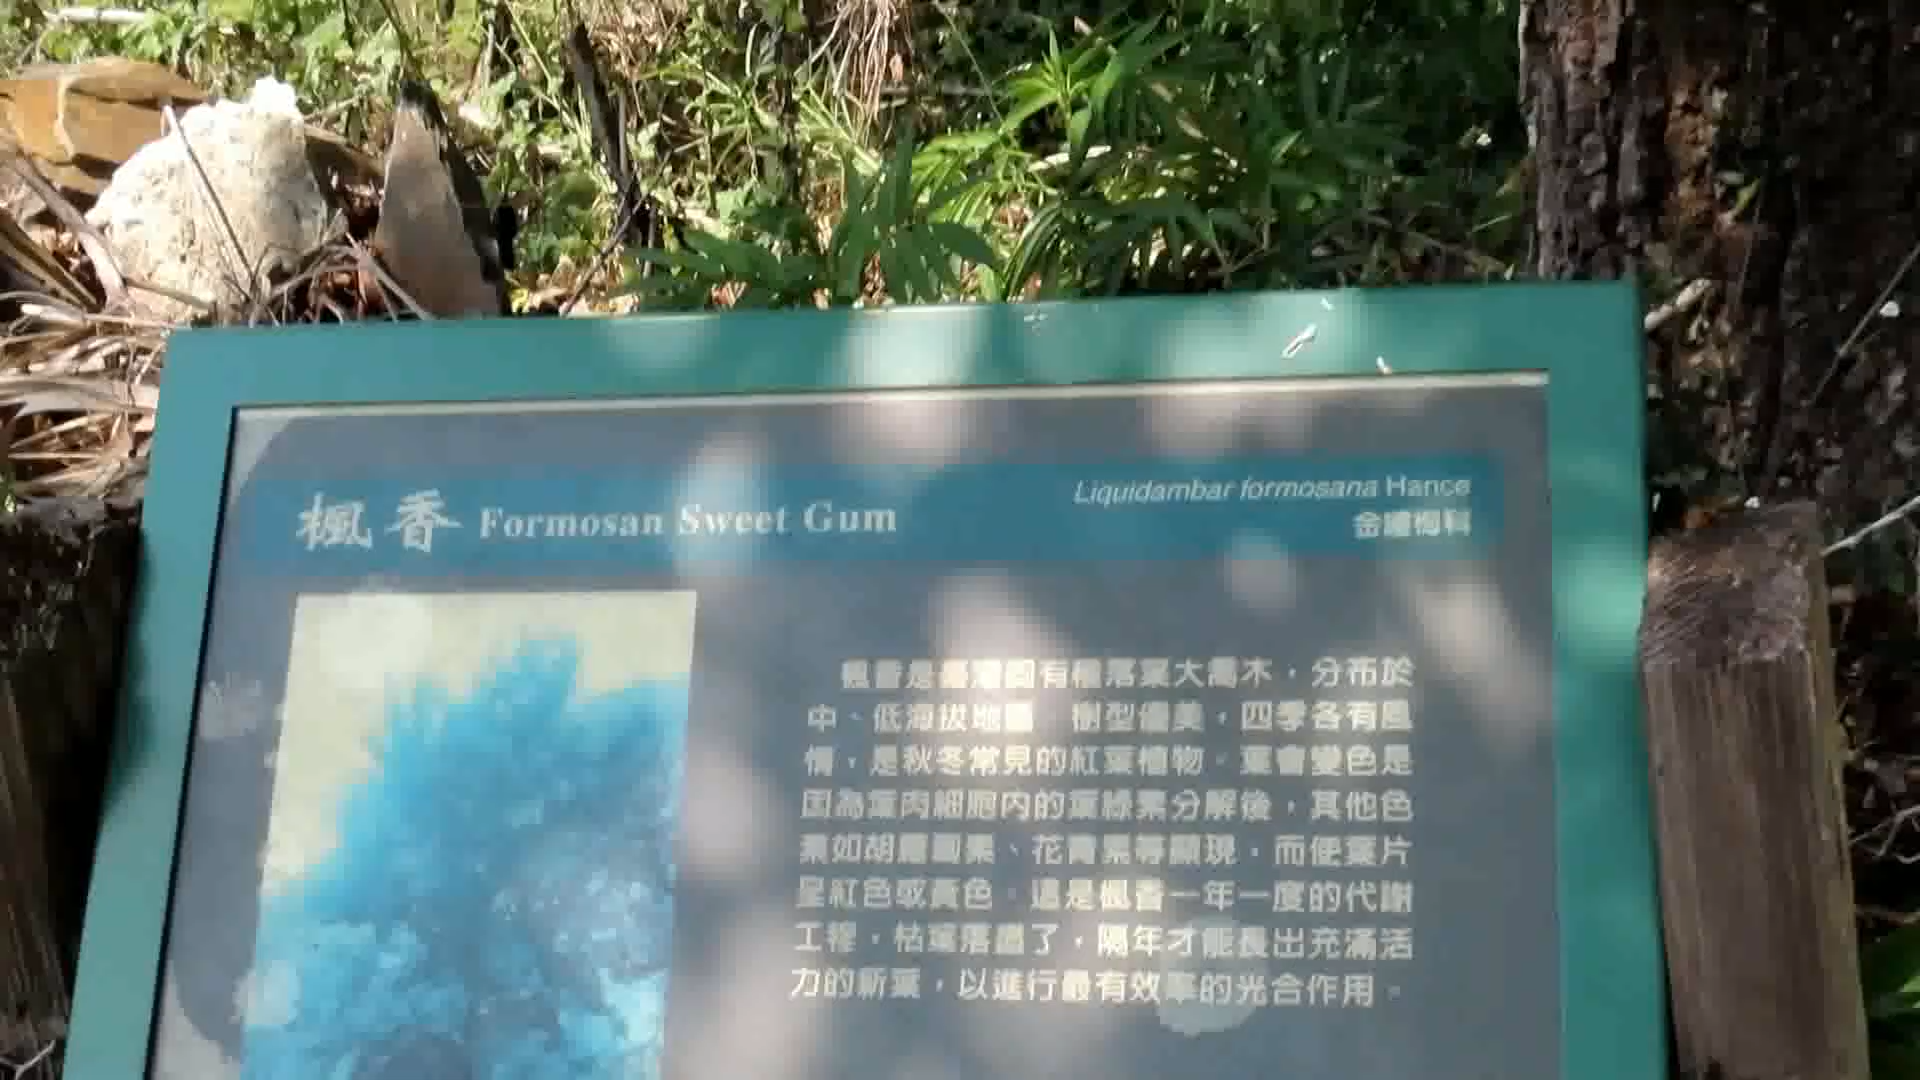 楓香 Formosan Sweet Gum
Liquidambar formosana Hance
金縷梅科
楓香是臺灣固有種落葉大喬木，分布於
中、低海拔地區，樹型優美，四季各有風
情，是秋冬常見的紅葉植物。葉會變色是
因為葉肉細胞內的葉綠素分解後，其他色
素如胡蘿蔔素、花青素等顯現，而使葉片
呈紅色或黃色。這是楓香一年一度的代謝
工程，枯葉落盡了，隔年才能長出充滿活
力的新葉，以進行最有效率的光合作用。